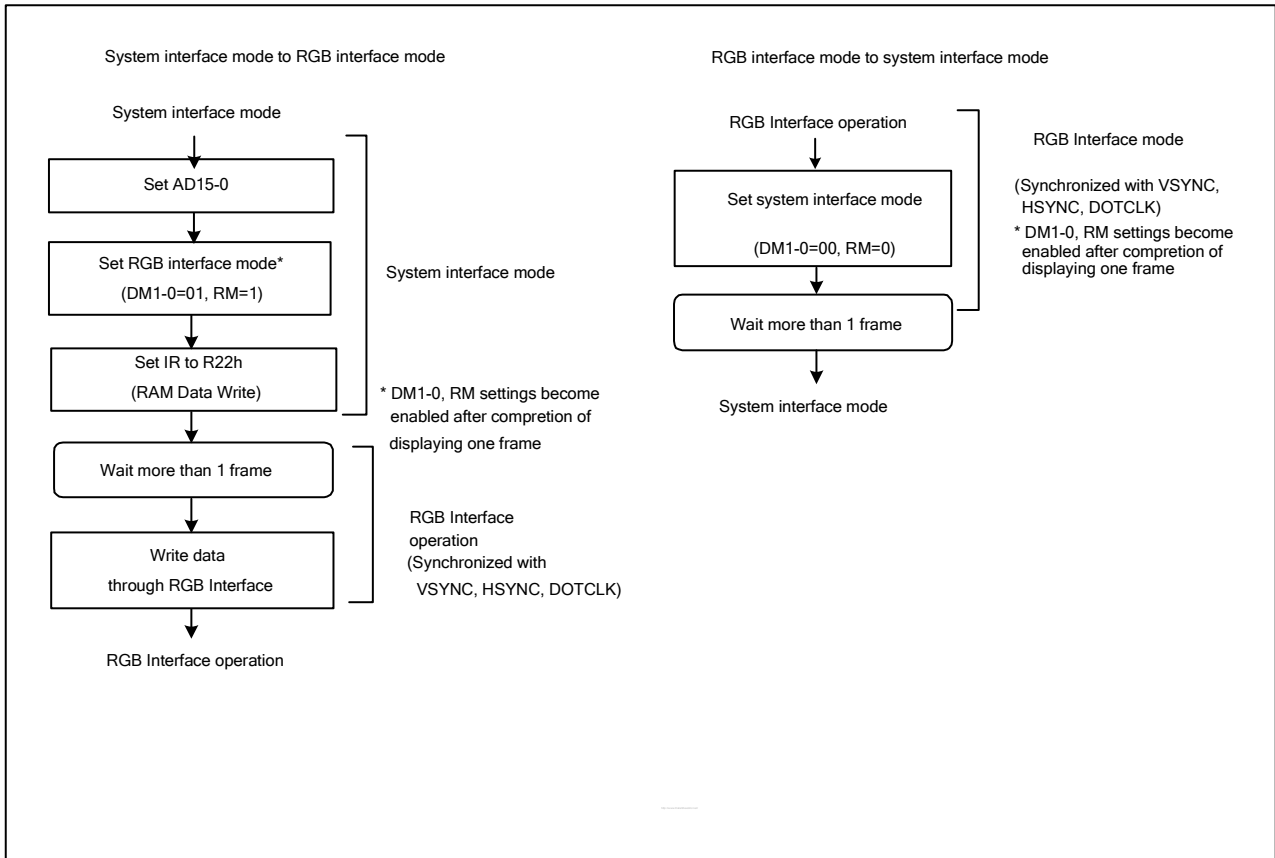 System interface mode to RGB interface mode
System interface mode
Set AD15-0
Set RGB interface mode*
(DM1-0=01, RM=1)
Set IR to R22h
(RAM Data Write)
Wait more than 1 frame
Write data
through RGB Interface
RGB Interface operation
System interface mode
* DM1-0, RM settings become
enabled after compretion of
displaying one frame
RGB Interface
operation
(Synchronized with
VSYNC, HSYNC, DOTCLK)
RGB interface mode to system interface mode
RGB Interface operation
Set system interface mode
(DM1-0=00, RM=0)
Wait more than 1 frame
System interface mode
RGB Interface mode
(Synchronized with VSYNC,
HSYNC, DOTCLK)
* DM1-0, RM settings become
enabled after compretion of
displaying one frame